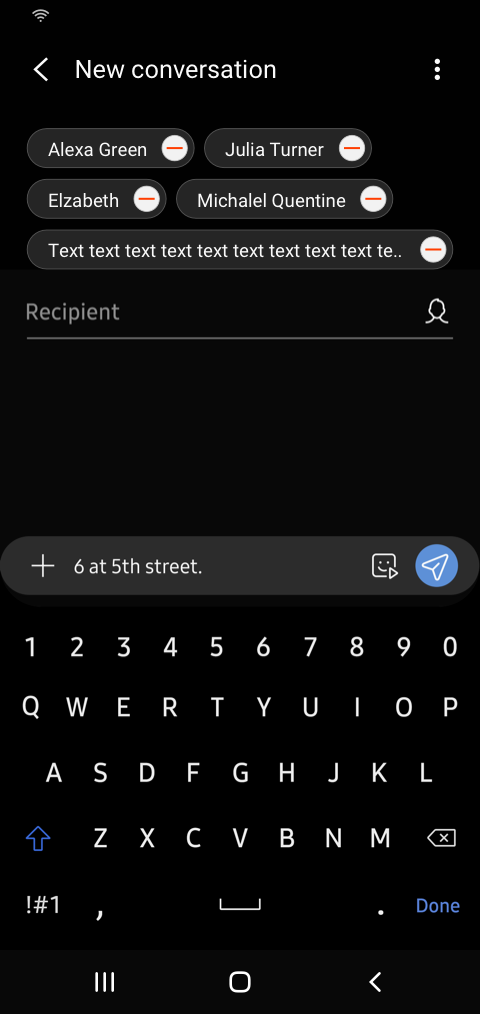 New conversation
Alexa Green
Julia Turner
Elzabeth
Michalel Quentine
Text text text text text text text text text te..
Recipient
6 at 5th street.
1 2 3 4 5 6 7 8 9 0
Q W E R T Y U I O P
A S D F G H J K L
Z X C V B N M
!#1 , . Done